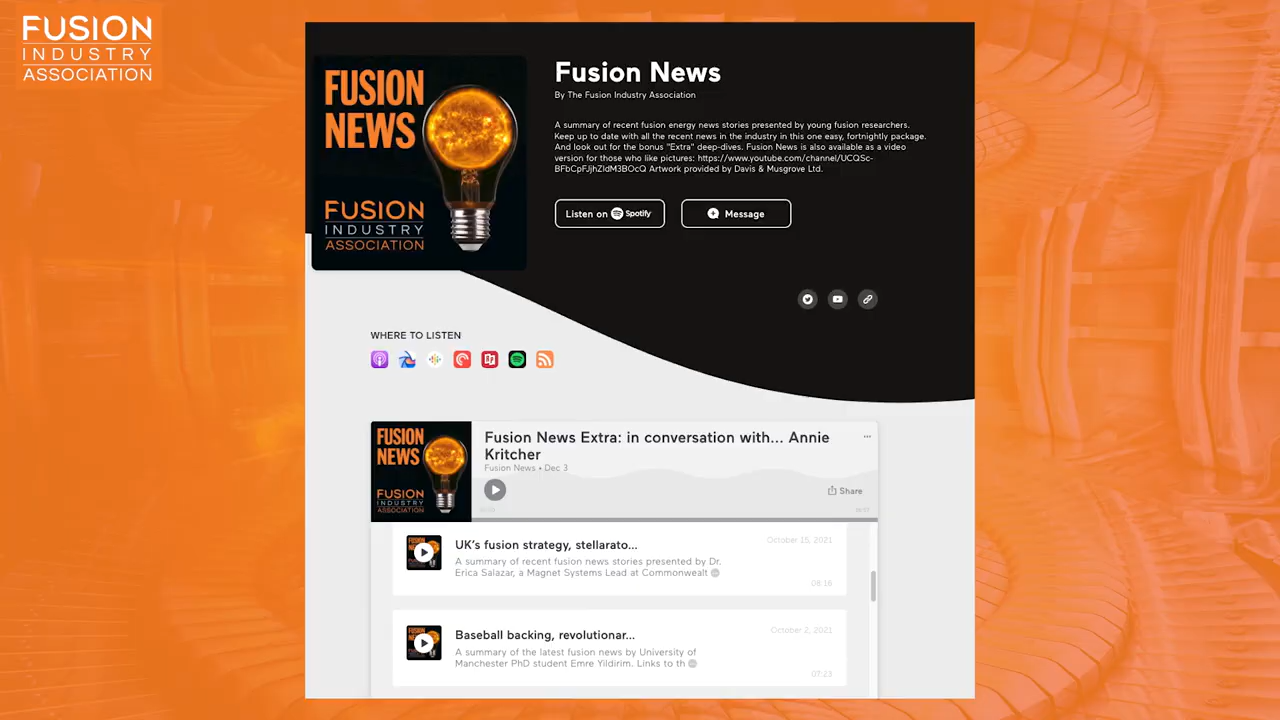 FUSION
INDUSTRY
ASSOCIATION
FUSION
NEWS
FUSION
INDUSTRY
ASSOCIATION
Fusion News
By The Fusion Industry Association
A summary of recent fusion energy news stories presented by young fusion researchers.
Keep up to date with all the recent news in the industry in this one easy, fortnightly package.
And look out for the bonus "Extra" deep-dives. Fusion News is also available as a video
version for those who like pictures: https://www.youtube.com/channel/UCQSc-
BFbCpFJjhZldM3BOcQ Artwork provided by Davis & Musgrove Ltd.
Listen on Spotify
Message
WHERE TO LISTEN
FUSION
NEWS
FUSION
INDUSTRY
ASSOCIATION
Fusion News Extra: in conversation with... Annie
Kritcher
Fusion News • Dec 3
Share
UK's fusion strategy, stellarato...
October 15, 2021
A summary of recent fusion news stories presented by Dr.
Erica Salazar, a Magnet Systems Lead at Commonwealt
08:16
Baseball backing, revolutionar...
October 2, 2021
A summary of the latest fusion news by University of
Manchester PhD student Emre Yildirim. Links to th
07:23